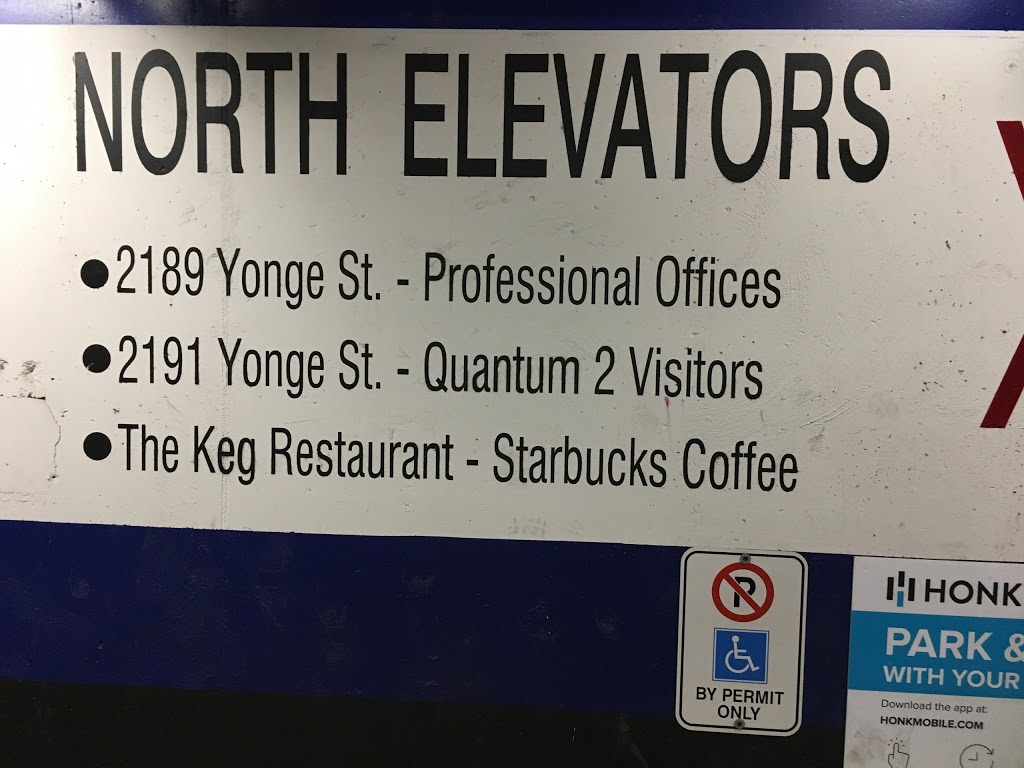 NORTH ELEVATORS
•2189 Yonge St. - Professional Offices
•2191 Yonge St. - Quantum 2 Visitors
•The Keg Restaurant - Starbucks Coffee
P
BY PERMIT
ONLY
HONK
PARK &
WITH YOUR
Download the app at:
HONKMOBILE.COM